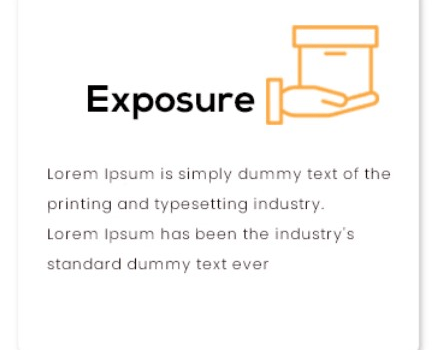 Exposure
Lorem Ipsum is simply dummy text of the
printing and typesetting industry.
Lorem Ipsum has been the industry's
standard dummy text ever